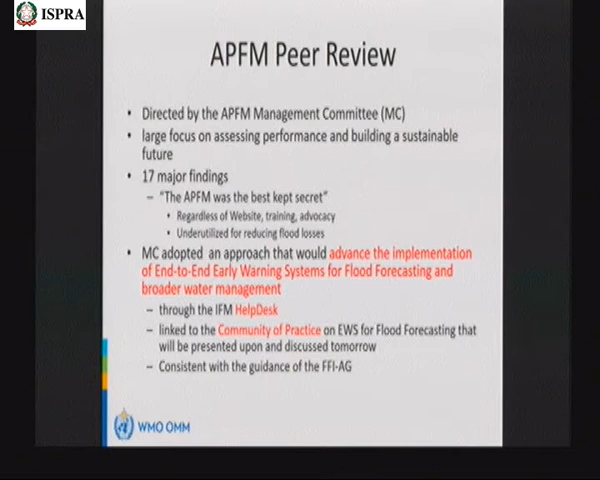 ISPRA
APFM Peer Review
• Directed by the APFM Management Committee (MC)
• large focus on assessing performance and building a sustainable
future
• 17 major findings
– "The APFM was the best kept secret"
• Regardless of Website, training, advocacy
• Underutilized for reducing flood losses
• MC adopted an approach that would advance the implementation
of End-to-End Early Warning Systems for Flood Forecasting and
broader water management
– through the IFM HelpDesk
– linked to the Community of Practice on EWS for Flood Forecasting that
will be presented upon and discussed tomorrow
– Consistent with the guidance of the FFI-AG
WMO OMM